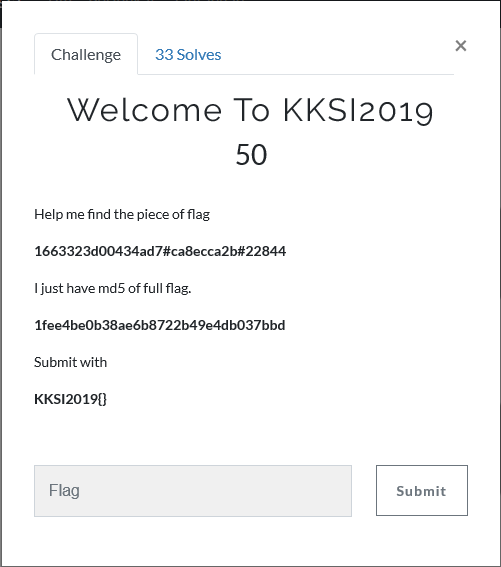 Challenge
33 Solves
×
Welcome To KKSI2019
50
Help me find the piece of flag
1663323d00434ad7#ca8ecca2b#22844
I just have md5 of full flag.
1fee4be0b38ae6b8722b49e4db037bbd
Submit with
KKSI2019{}
Flag
Submit